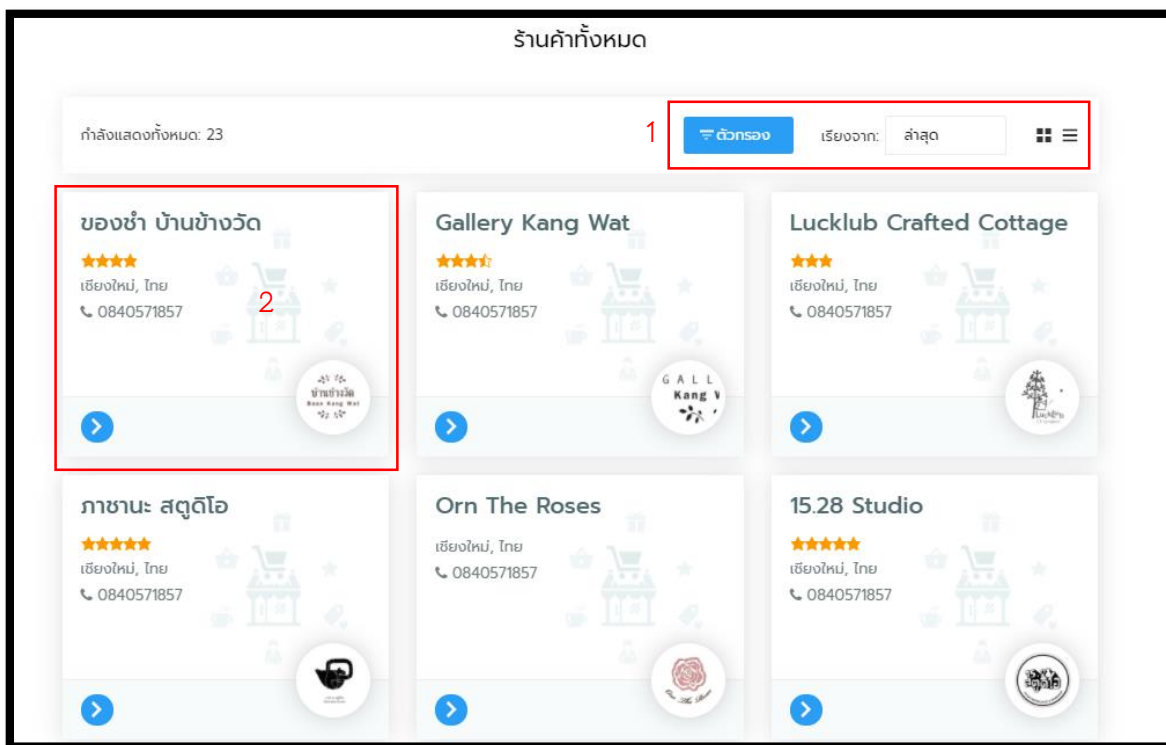 ร้านค้าทั้งหมด
กำลังแสดงทั้งหมด: 23
1
ตัวกรอง
เรียงจาก:
ล่าสุด
ของชำ บ้านข้างวัด
เชียงใหม่, ไทย
0840571857
2
บ้านข้างวัด
Baan Kang Wat
Gallery Kang Wat
เชียงใหม่, ไทย
0840571857
GALL
Kang
Lucklub Crafted Cottage
เชียงใหม่, ไทย
0840571857
ภาชานะ สตูดิโอ
เชียงใหม่, ไทย
0840571857
Orn The Roses
เชียงใหม่, ไทย
0840571857
Orn The Roses
15.28 Studio
เชียงใหม่, ไทย
0840571857